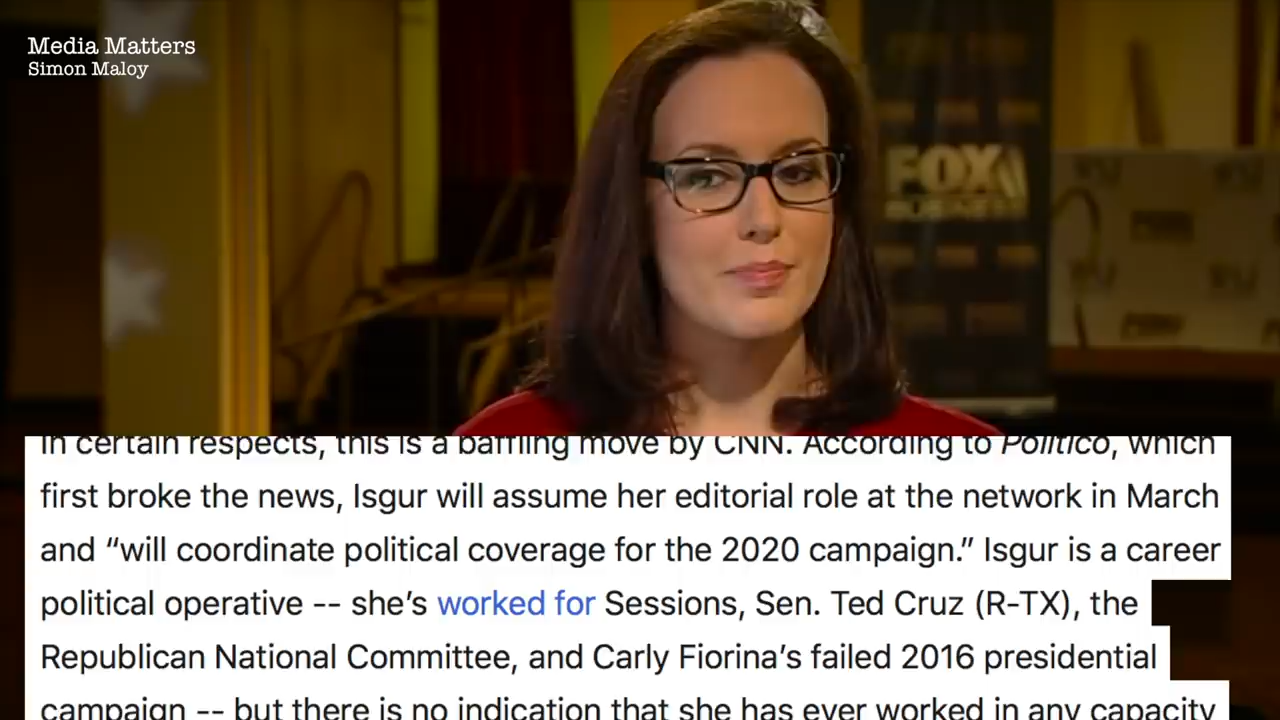 Media Matters
Simon Maloy
FOX
BUSINESS
In certain respects, this is a baffling move by CNN. According to Politico, which
first broke the news, Isgur will assume her editorial role at the network in March
and “will coordinate political coverage for the 2020 campaign.” Isgur is a career
political operative -- she’s worked for Sessions, Sen. Ted Cruz (R-TX), the
Republican National Committee, and Carly Fiorina’s failed 2016 presidential
campaign -- but there is no indication that she has ever worked in any capacity